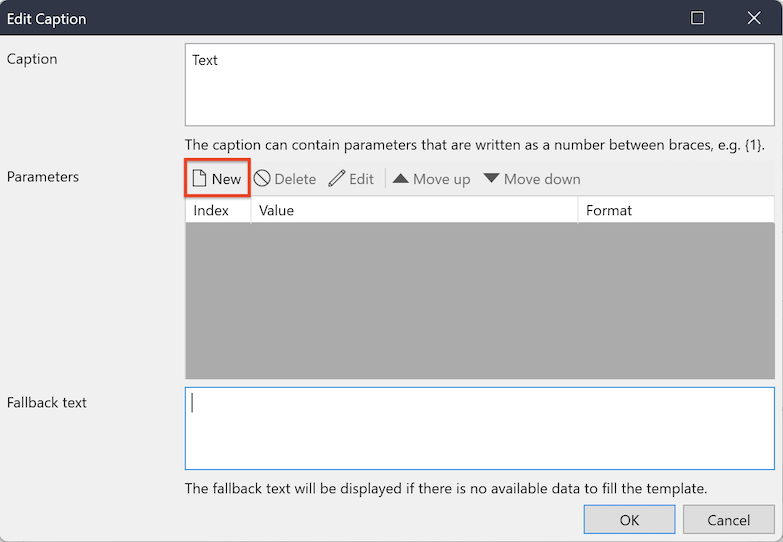 Edit Caption
Caption
Text
The caption can contain parameters that are written as a number between braces, e.g. {1}.
Parameters
New Delete Edit Move up Move down
Index Value Format
Fallback text
The fallback text will be displayed if there is no available data to fill the template.
OK Cancel